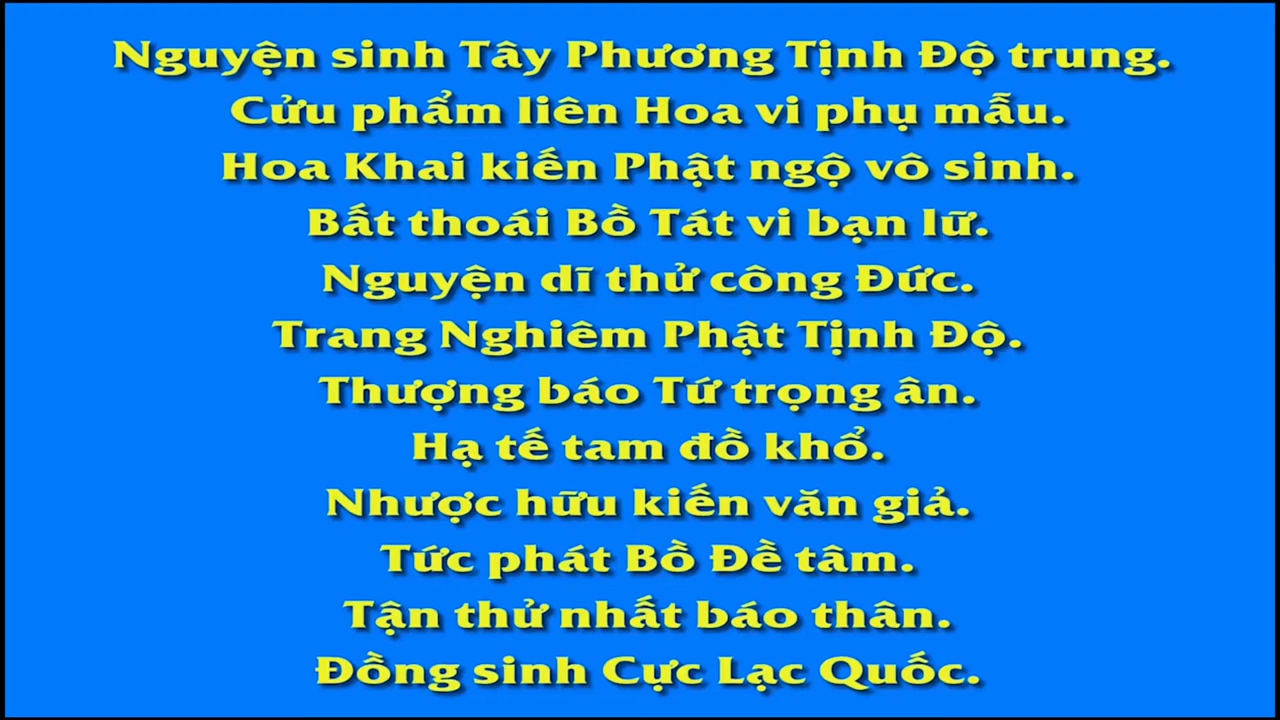 Nguyện sinh Tây Phương Tịnh Độ trung.
Cửu phẩm liên Hoa vi phụ mẫu.
Hoa Khai kiến Phật ngộ vô sinh.
Bất thoái Bồ Tát vi bạn lữ.
Nguyện dĩ thử công Đức.
Trang Nghiêm Phật Tịnh Độ.
Thượng báo Tứ trọng ân.
Hạ tế tam đồ khổ.
Nhược hữu kiến văn giả.
Tức phát Bồ Đề tâm.
Tận thử nhất báo thân.
Đồng sinh Cực Lạc Quốc.